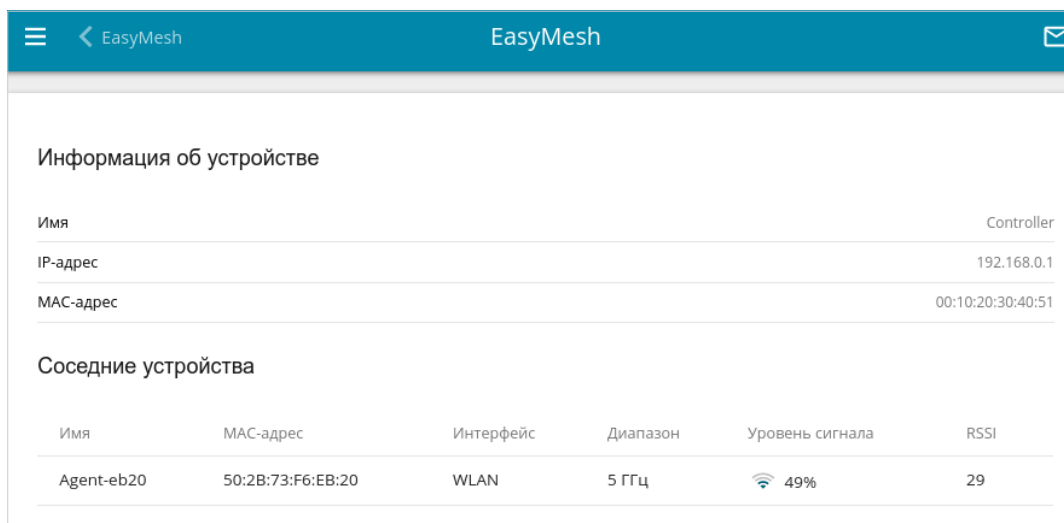 EasyMesh EasyMesh
Информация об устройстве
Имя Controller
IP-адрес 192.168.0.1
MAC-адрес 00:10:20:30:40:51
Соседние устройства
Имя MAC-адрес Интерфейс Диапазон Уровень сигнала RSSI
Agent-eb20 50:2B:73:F6:EB:20 WLAN 5 ГГц 49% 29